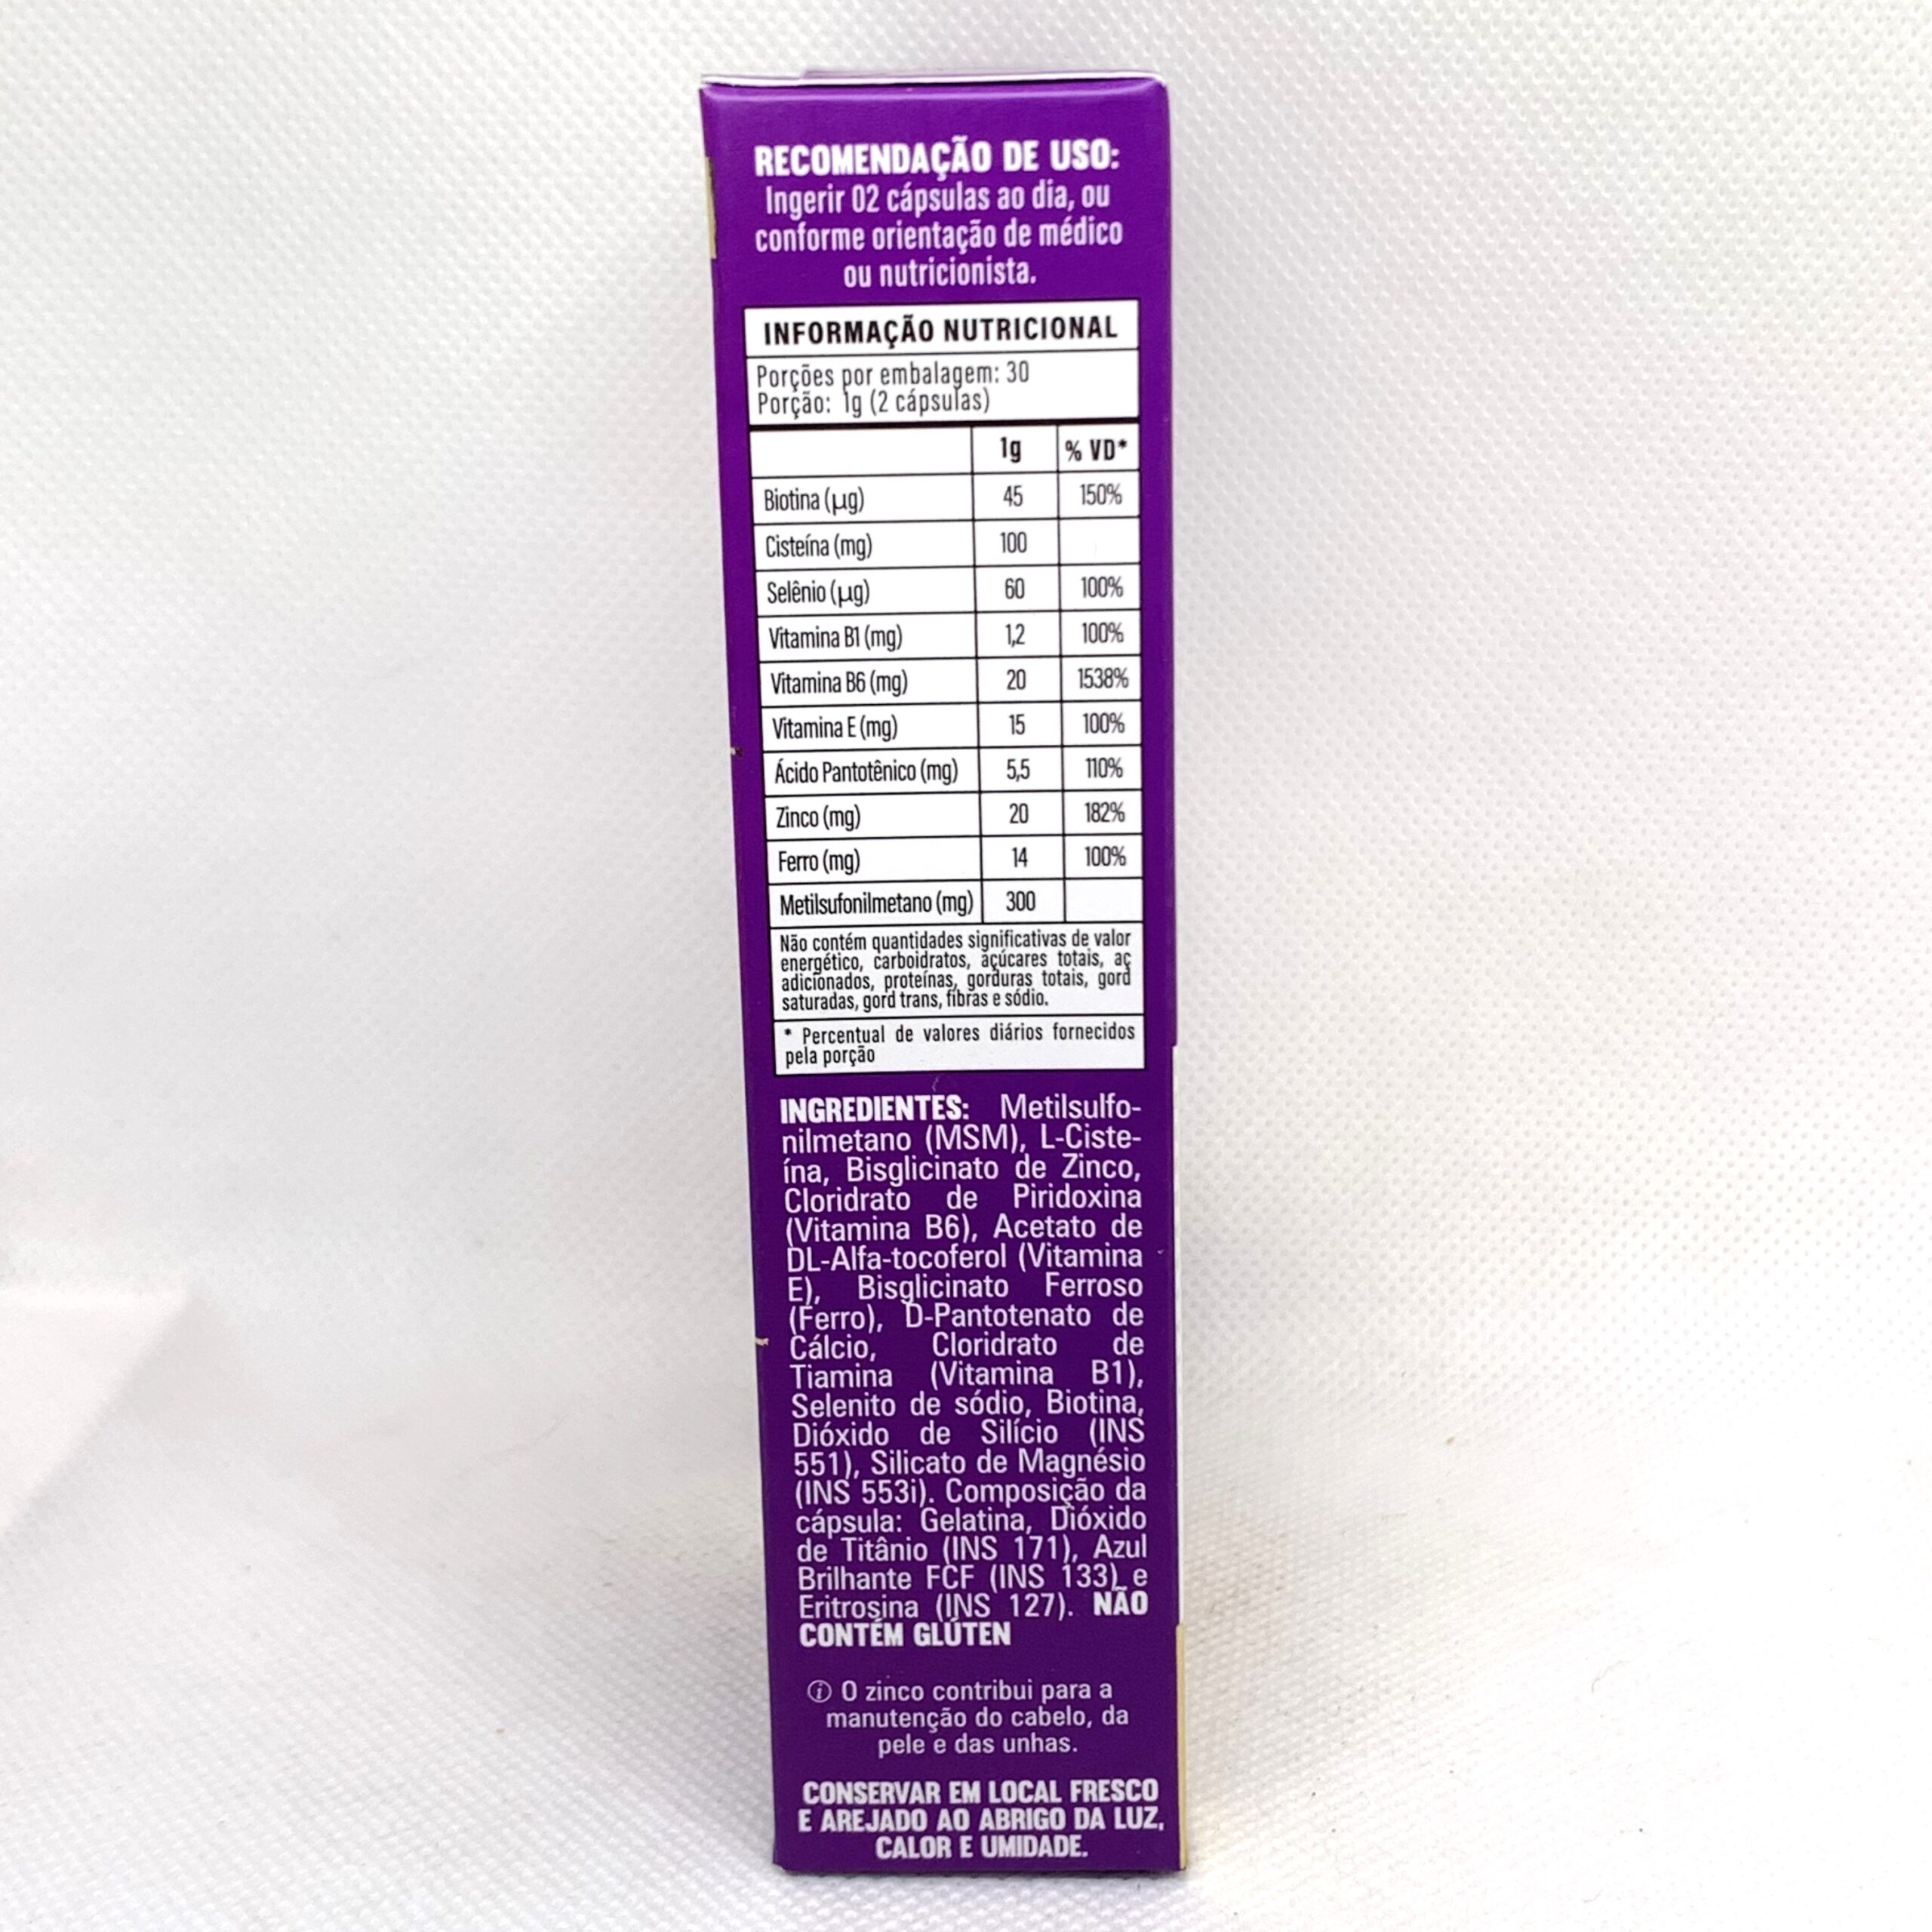 RECOMENDAÇÃO DE USO:
Ingerir 02 cápsulas ao dia, ou
conforme orientação de médico
ou nutricionista.
INFORMAÇÃO NUTRICIONAL
Porções por embalagem: 30
Porção: 1g (2 cápsulas)
1g % VD*
Biotina (µg) 45 150%
Cisteína (mg) 100
Selênio (µg) 60 100%
Vitamina B1 (mg) 1,2 100%
Vitamina B6 (mg) 20 1538%
Vitamina E (mg) 15 100%
Ácido Pantotênico (mg) 5,5 110%
Zinco (mg) 20 182%
Ferro (mg) 14 100%
Metilsufonilmetano (mg) 300
Não contém quantidades significativas de valor
energético, carboidratos, açúcares totais, aç
adicionados, proteínas, gorduras totais, gord
saturadas, gord trans, fibras e sódio.
* Percentual de valores diários fornecidos
pela porção
INGREDIENTES: Metilsulfo-
nilmetano (MSM), L-Ciste-
ína, Bisglicinato de Zinco,
Cloridrato de Piridoxina
(Vitamina B6), Acetato de
DL-Alfa-tocoferol (Vitamina
E), Bisglicinato Ferroso
(Ferro), D-Pantotenato de
Cálcio, Cloridrato de
Tiamina (Vitamina B1),
Selenito de sódio, Biotina,
Dióxido de Silício (INS
551), Silicato de Magnésio
(INS 553i). Composição da
cápsula: Gelatina, Dióxido
de Titânio (INS 171), Azul
Brilhante FCF (INS 133) e
Eritrosina (INS 127). NÃO
CONTÉM GLÚTEN
i O zinco contribui para a
manutenção do cabelo, da
pele e das unhas.
CONSERVAR EM LOCAL FRESCO
E AREJADO AO ABRIGO DA LUZ,
CALOR E UMIDADE.